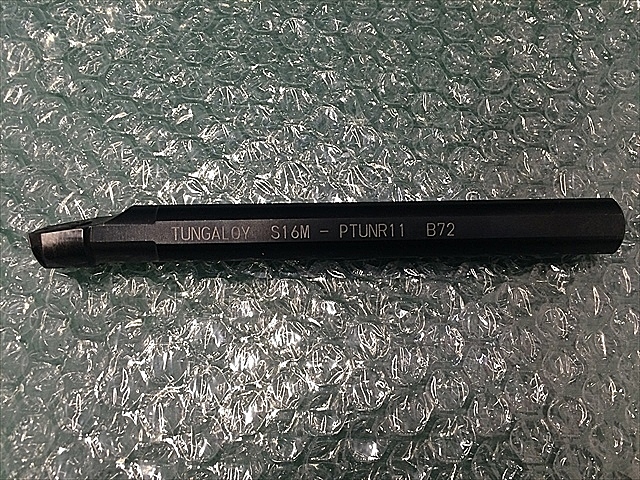 TUNGALOY S16M - PTUNR11 B72